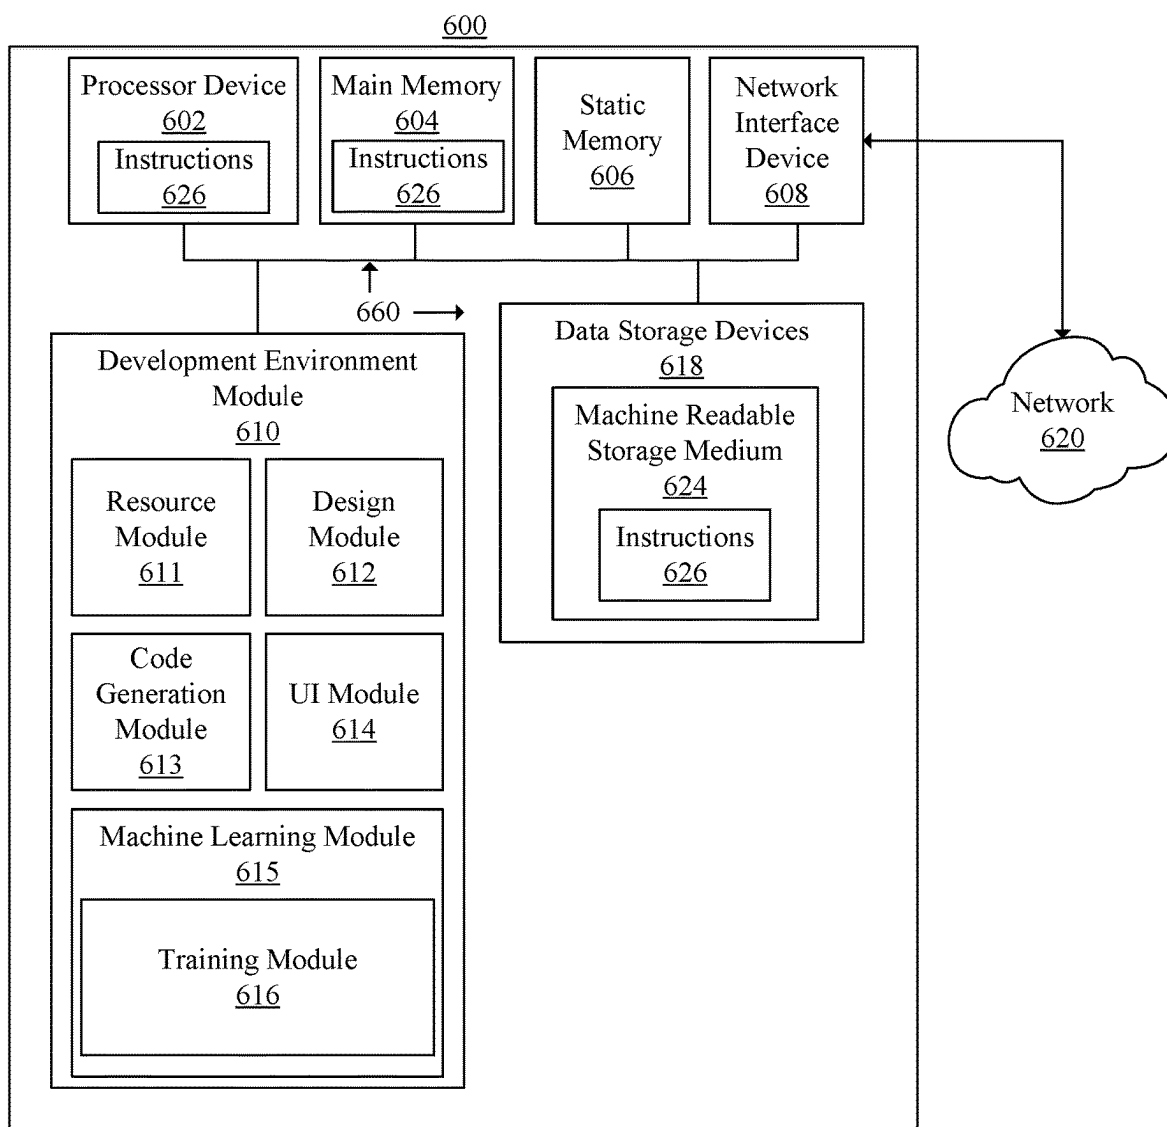 600
Processor Device
602
Instructions
626
Main Memory
604
Instructions
626
Static
Memory
606
Network
Interface
Device
608
660
Development Environment
Module
610
Resource
Module
611
Design
Module
612
Code
Generation
Module
613
UI Module
614
Machine Learning Module
615
Training Module
616
Data Storage Devices
618
Machine Readable
Storage Medium
624
Instructions
626
Network
620